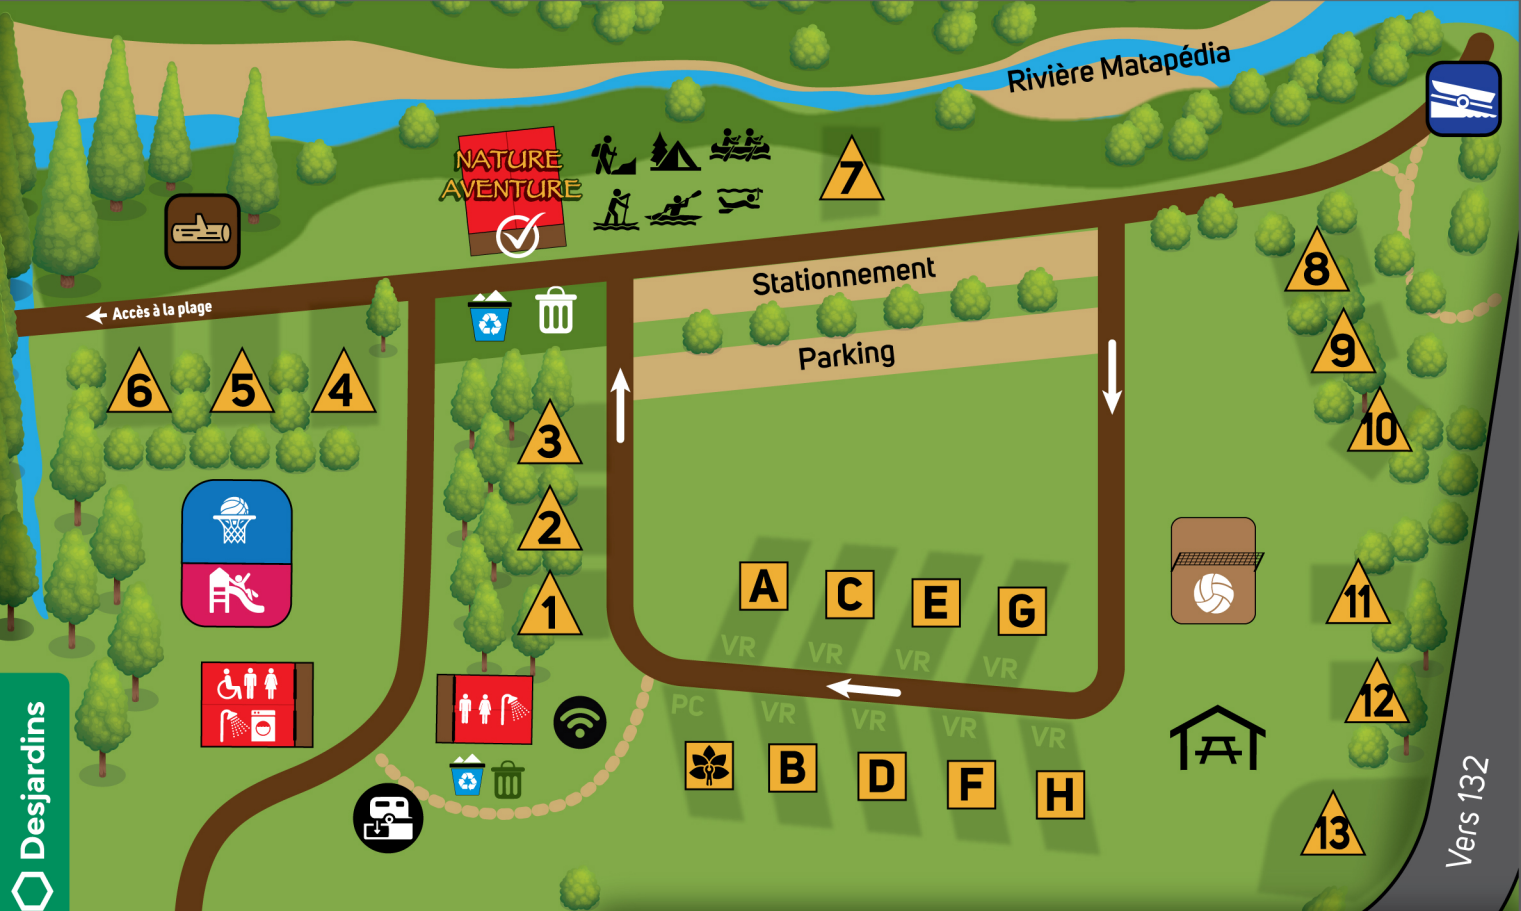 Rivière Matapédia
NATURE
AVENTURE
7
8
Stationnement
Accès à la plage
9
Parking
6
5
4
10
3
2
A
C
E
G
11
1
VR
VR
VR
VR
12
PC
VR
VR
VR
VR
B
D
F
H
13
Desjardins
Vers 132